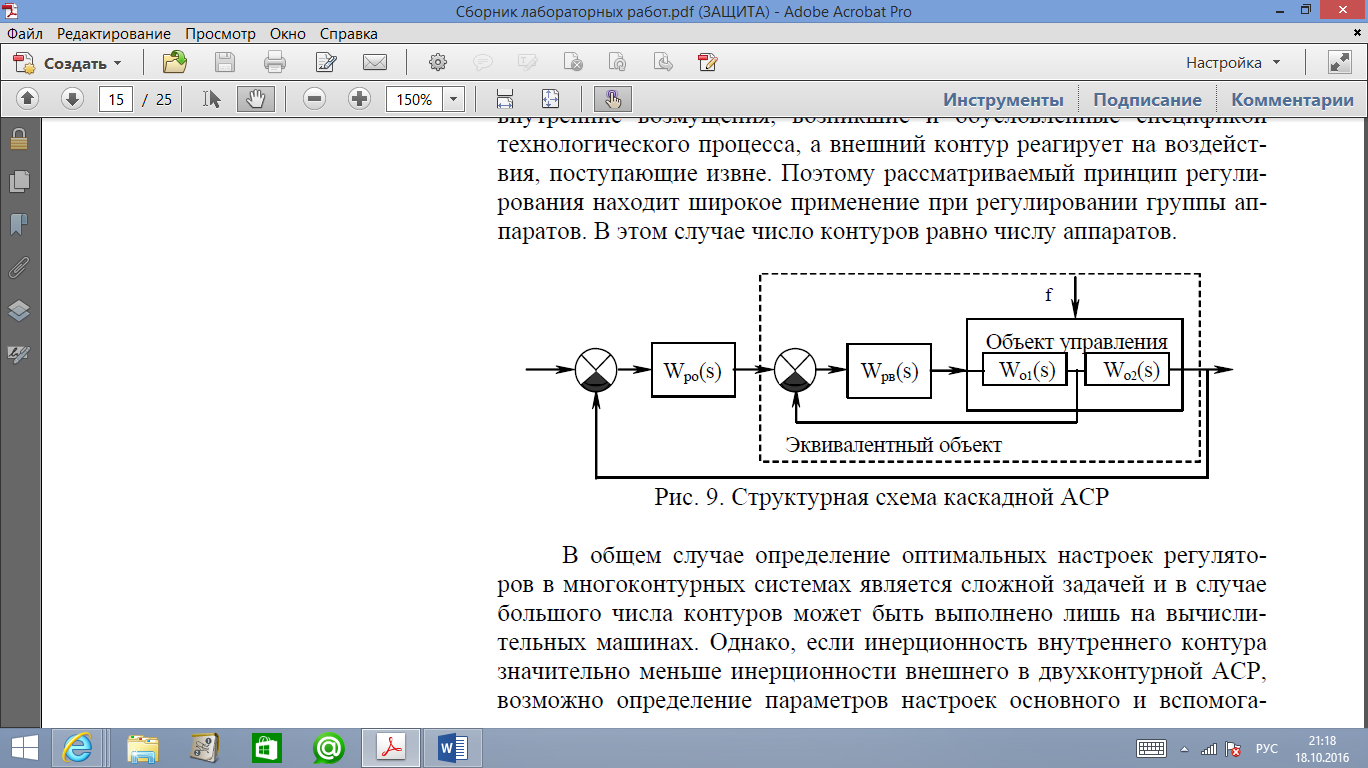 Сборник лабораторных работ.pdf (ЗАЩИТА) - Adobe Acrobat Pro
Файл Редактирование Просмотр Окно Справка
Создать Настройка
15 / 25 150% Инструменты Подписание Комментарии
внутренние возмущения, возникшие и обусловленные спецификой
технологического процесса, а внешний контур реагирует на воздейст-
вия, поступающие извне. Поэтому рассматриваемый принцип регули-
рования находит широкое применение при регулировании группы ап-
паратов. В этом случае число контуров равно числу аппаратов.
f
Объект управления
Wро(s) Wрв(s) Wо1(s) Wо2(s)
Эквивалентный объект
Рис. 9. Структурная схема каскадной АСР
В общем случае определение оптимальных настроек регулято-
ров в многоконтурных системах является сложной задачей и в случае
большого числа контуров может быть выполнено лишь на вычисли-
тельных машинах. Однако, если инерционность внутреннего контура
значительно меньше инерционности внешнего в двухконтурной АСР,
возможно определение параметров настроек основного и вспомога-
РУС
21:18
18.10.2016